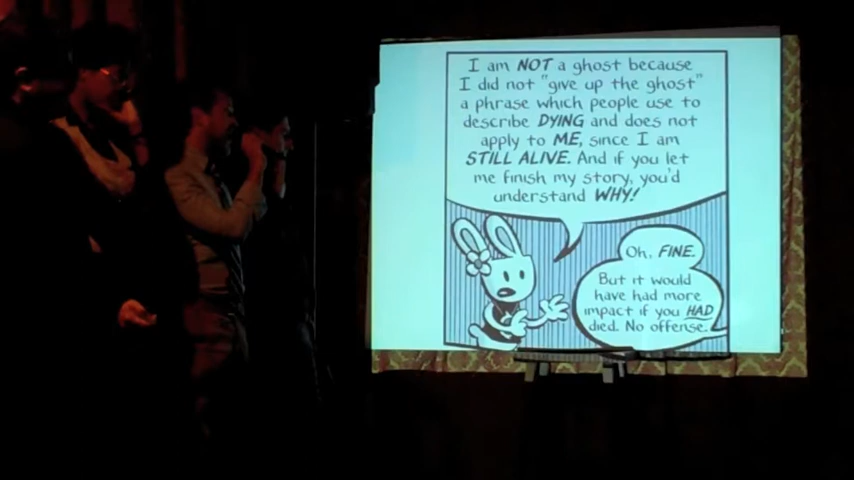 I am NOT a ghost because
I did not "give up the ghost"
a phrase which people use to
describe DYING and does not
apply to ME, since I am
STILL ALIVE. And if you let
me finish my story, you'd
understand WHY!
Oh, FINE.
But it would
have had more
impact if you HAD
died. No offense.